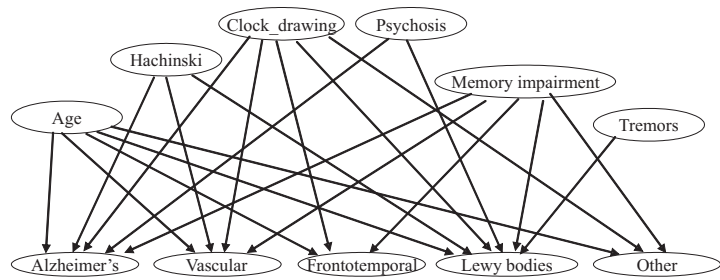 Clock_drawing
Psychosis
Hachinski
Memory impairment
Age
Tremors
Alzheimer's
Vascular
Frontotemporal
Lewy bodies
Other